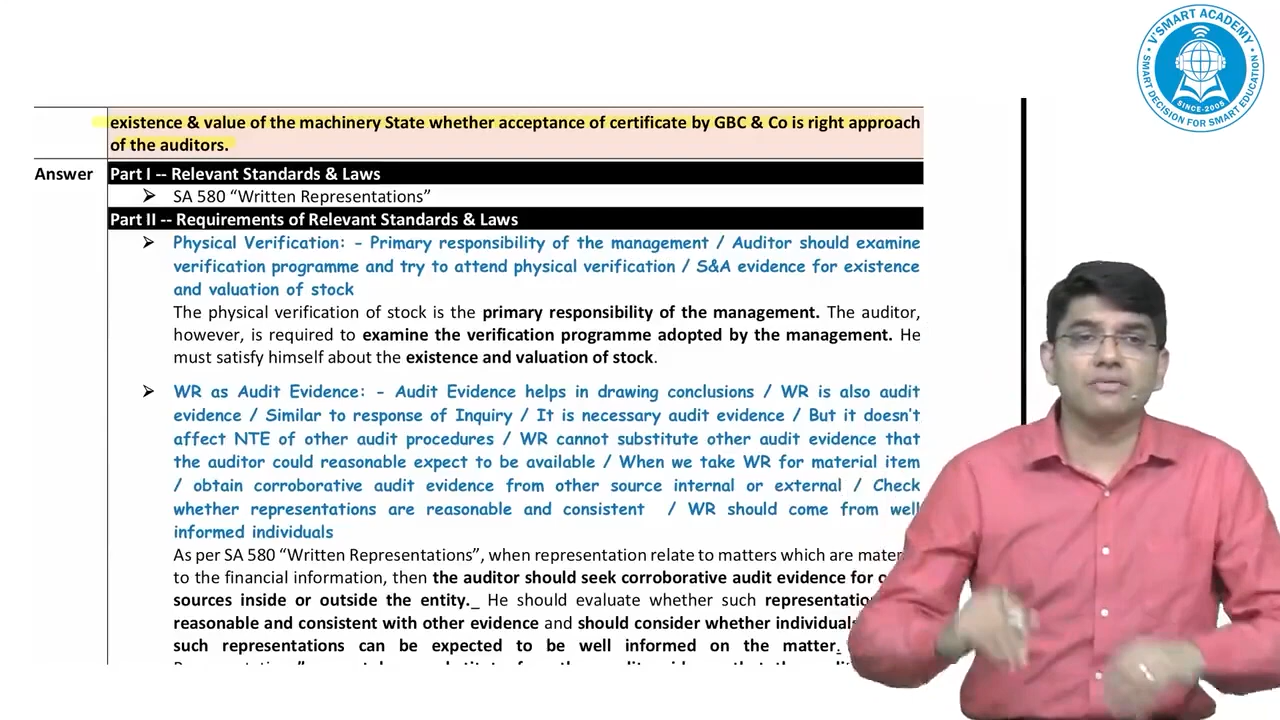 V'SMART ACADEMY
SMART DECISION FOR SMART EDUCATION
SINCE-2005
existence & value of the machinery State whether acceptance of certificate by GBC & Co is right approach
of the auditors.
Answer
Part I -- Relevant Standards & Laws
➢ SA 580 “Written Representations”
Part II -- Requirements of Relevant Standards & Laws
➢ Physical Verification: - Primary responsibility of the management / Auditor should examine
verification programme and try to attend physical verification / S&A evidence for existence
and valuation of stock
The physical verification of stock is the primary responsibility of the management. The auditor,
however, is required to examine the verification programme adopted by the management. He
must satisfy himself about the existence and valuation of stock.
➢ WR as Audit Evidence: - Audit Evidence helps in drawing conclusions / WR is also audit
evidence / Similar to response of Inquiry / It is necessary audit evidence / But it doesn't
affect NTE of other audit procedures / WR cannot substitute other audit evidence that
the auditor could reasonable expect to be available / When we take WR for material item
/ obtain corroborative audit evidence from other source internal or external / Check
whether representations are reasonable and consistent / WR should come from well
informed individuals
As per SA 580 “Written Representations”, when representation relate to matters which are
to the financial information, then the auditor should seek corroborative audit evidence for
sources inside or outside the entity._ He should evaluate whether such
reasonable and consistent with other evidence and should consider whether
such representations can be expected to be well informed on the matter.